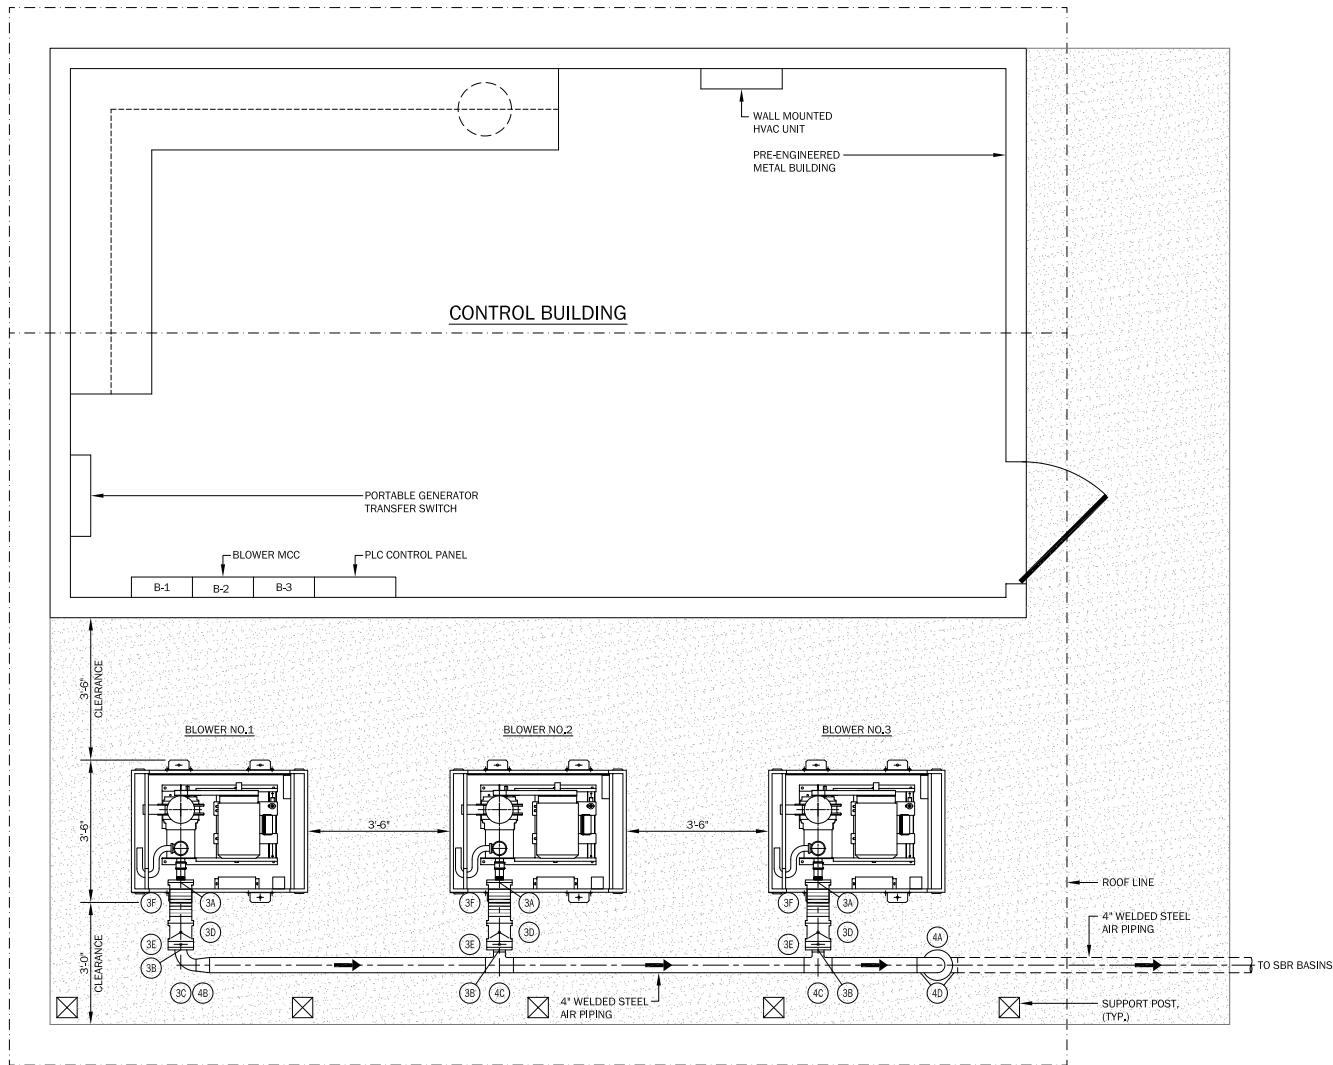 WALL MOUNTED
HVAC UNIT
PRE-ENGINEERED
METAL BUILDING
CONTROL BUILDING
PORTABLE GENERATOR
TRANSFER SWITCH
BLOWER MCC
PLC CONTROL PANEL
B-1
B-2
B-3
3'-6"
CLEARANCE
BLOWER NO.1
BLOWER NO.2
BLOWER NO.3
3'-6"
3'-6"
3'-6"
ROOF LINE
3F
3A
3F
3A
3F
3A
3D
3D
3D
3E
3E
3E
4A
4" WELDED STEEL
AIR PIPING
3'-0"
CLEARANCE
3B
TO SBR BASINS
3C
4B
3B
4C
4C
3B
4D
4" WELDED STEEL
AIR PIPING
SUPPORT POST,
(TYP.)